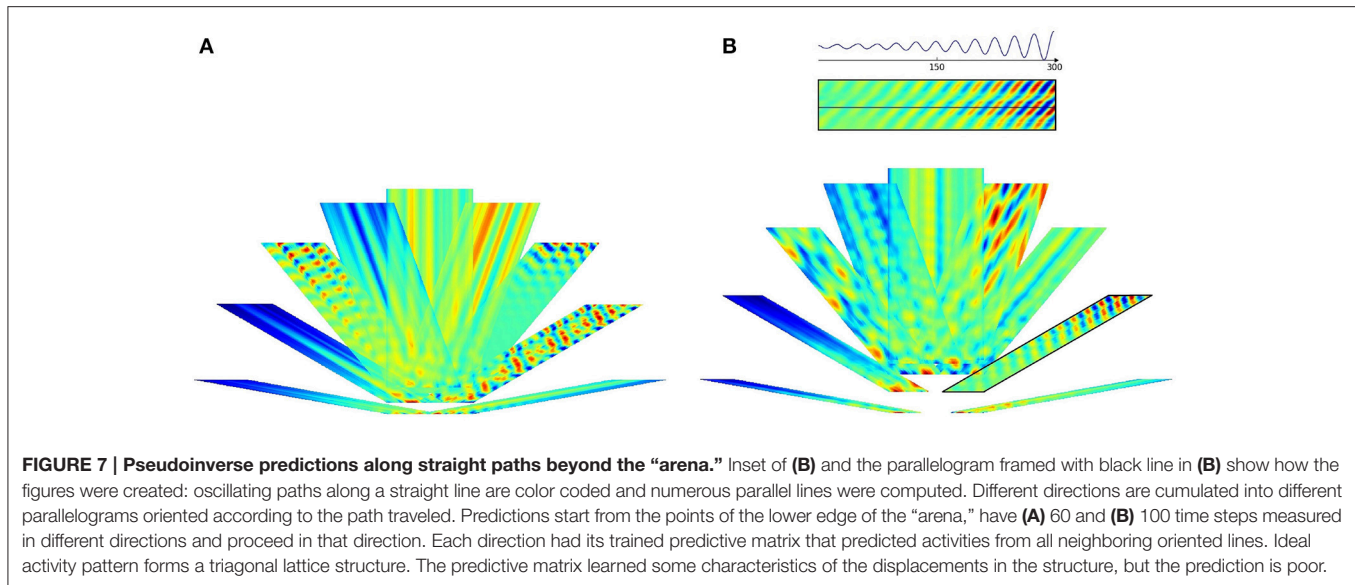 A
B
150
300
FIGURE 7 | Pseudoinverse predictions along straight paths beyond the “arena.” Inset of (B) and the parallelogram framed with black line in (B) show how the
figures were created: oscillating paths along a straight line are color coded and numerous parallel lines were computed. Different directions are cumulated into different
parallelograms oriented according to the path traveled. Predictions start from the points of the lower edge of the “arena,” have (A) 60 and (B) 100 time steps measured
in different directions and proceed in that direction. Each direction had its trained predictive matrix that predicted activities from all neighboring oriented lines. Ideal
activity pattern forms a triagonal lattice structure. The predictive matrix learned some characteristics of the displacements in the structure, but the prediction is poor.